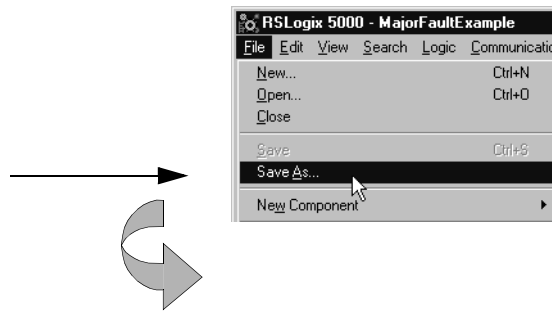 RSLogix 5000 - MajorFaultExample
File Edit View Search Logic
New... Ctrl+N
Open... Ctrl+O
Close
Save Ctrl+S
Save As...
New Component